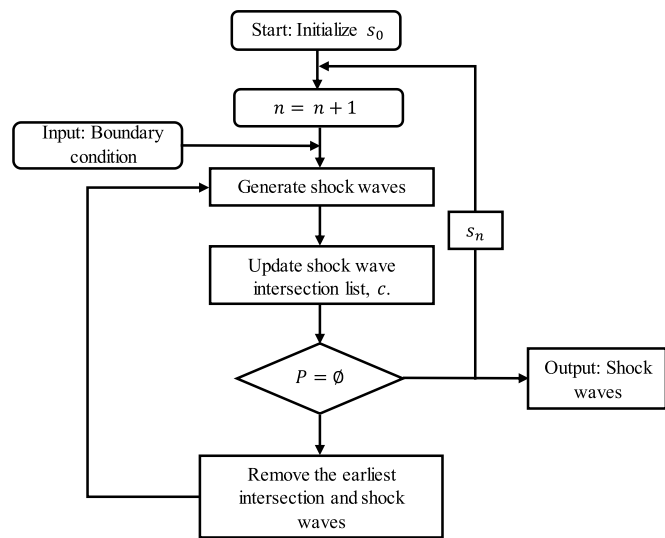 Start: Initialize s₀
n = n + 1
Input: Boundary
condition
Generate shock waves
sₙ
Update shock wave
intersection list, c.
P = ∅
Output: Shock
waves
Remove the earliest
intersection and shock
waves